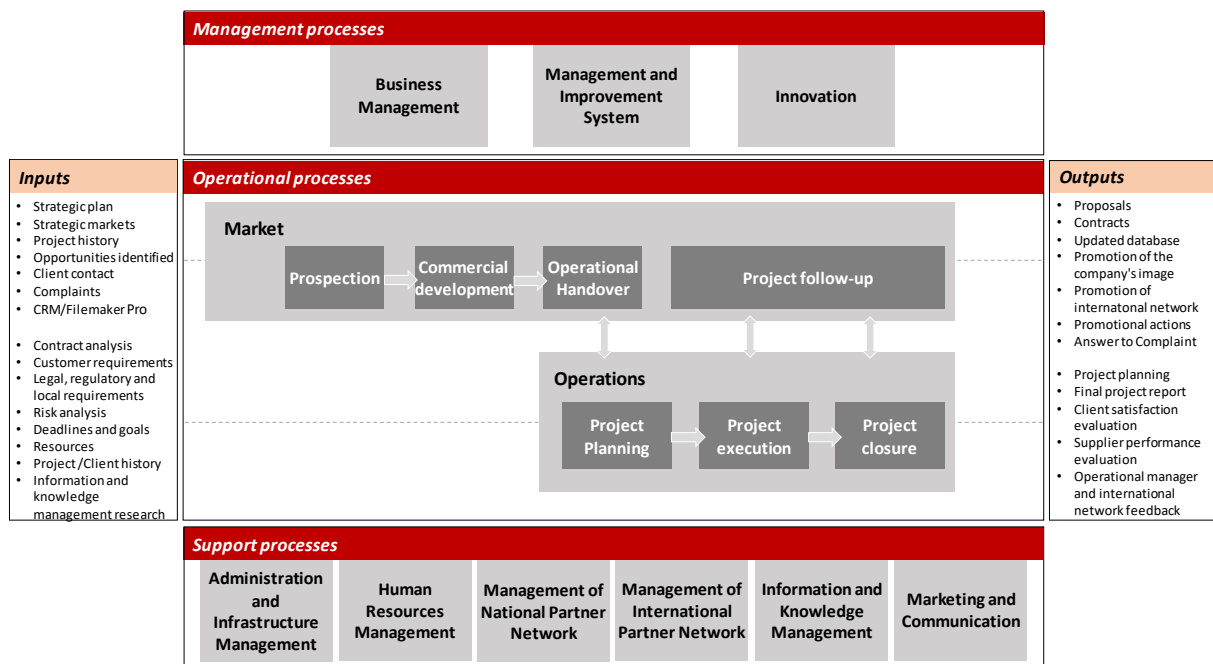 Management processes
Business
Management
Management and
Improvement
System
Innovation
Inputs
• Strategic plan
• Strategic markets
• Project history
• Opportunities identified
• Client contact
• Complaints
• CRM/Filemaker Pro
• Contract analysis
• Customer requirements
• Legal, regulatory and
local requirements
• Risk analysis
• Deadlines and goals
• Resources
• Project /Client history
• Information and
knowledge
management research
Operational processes
Market
Prospection
Commercial
development
Operational
Handover
Project follow-up
Operations
Project
Planning
Project
execution
Project
closure
Outputs
• Proposals
• Contracts
• Updated database
• Promotion of the
company's image
• Promotion of
internatonal network
• Promotional actions
• Answer to Complaint
• Project planning
• Final project report
• Client satisfaction
evaluation
• Supplier performance
evaluation
• Operational manager
and international
network feedback
Support processes
Administration
and
Infrastructure
Management
Human
Resources
Management
Management of
National Partner
Network
Management of
International
Partner Network
Information and
Knowledge
Management
Marketing and
Communication